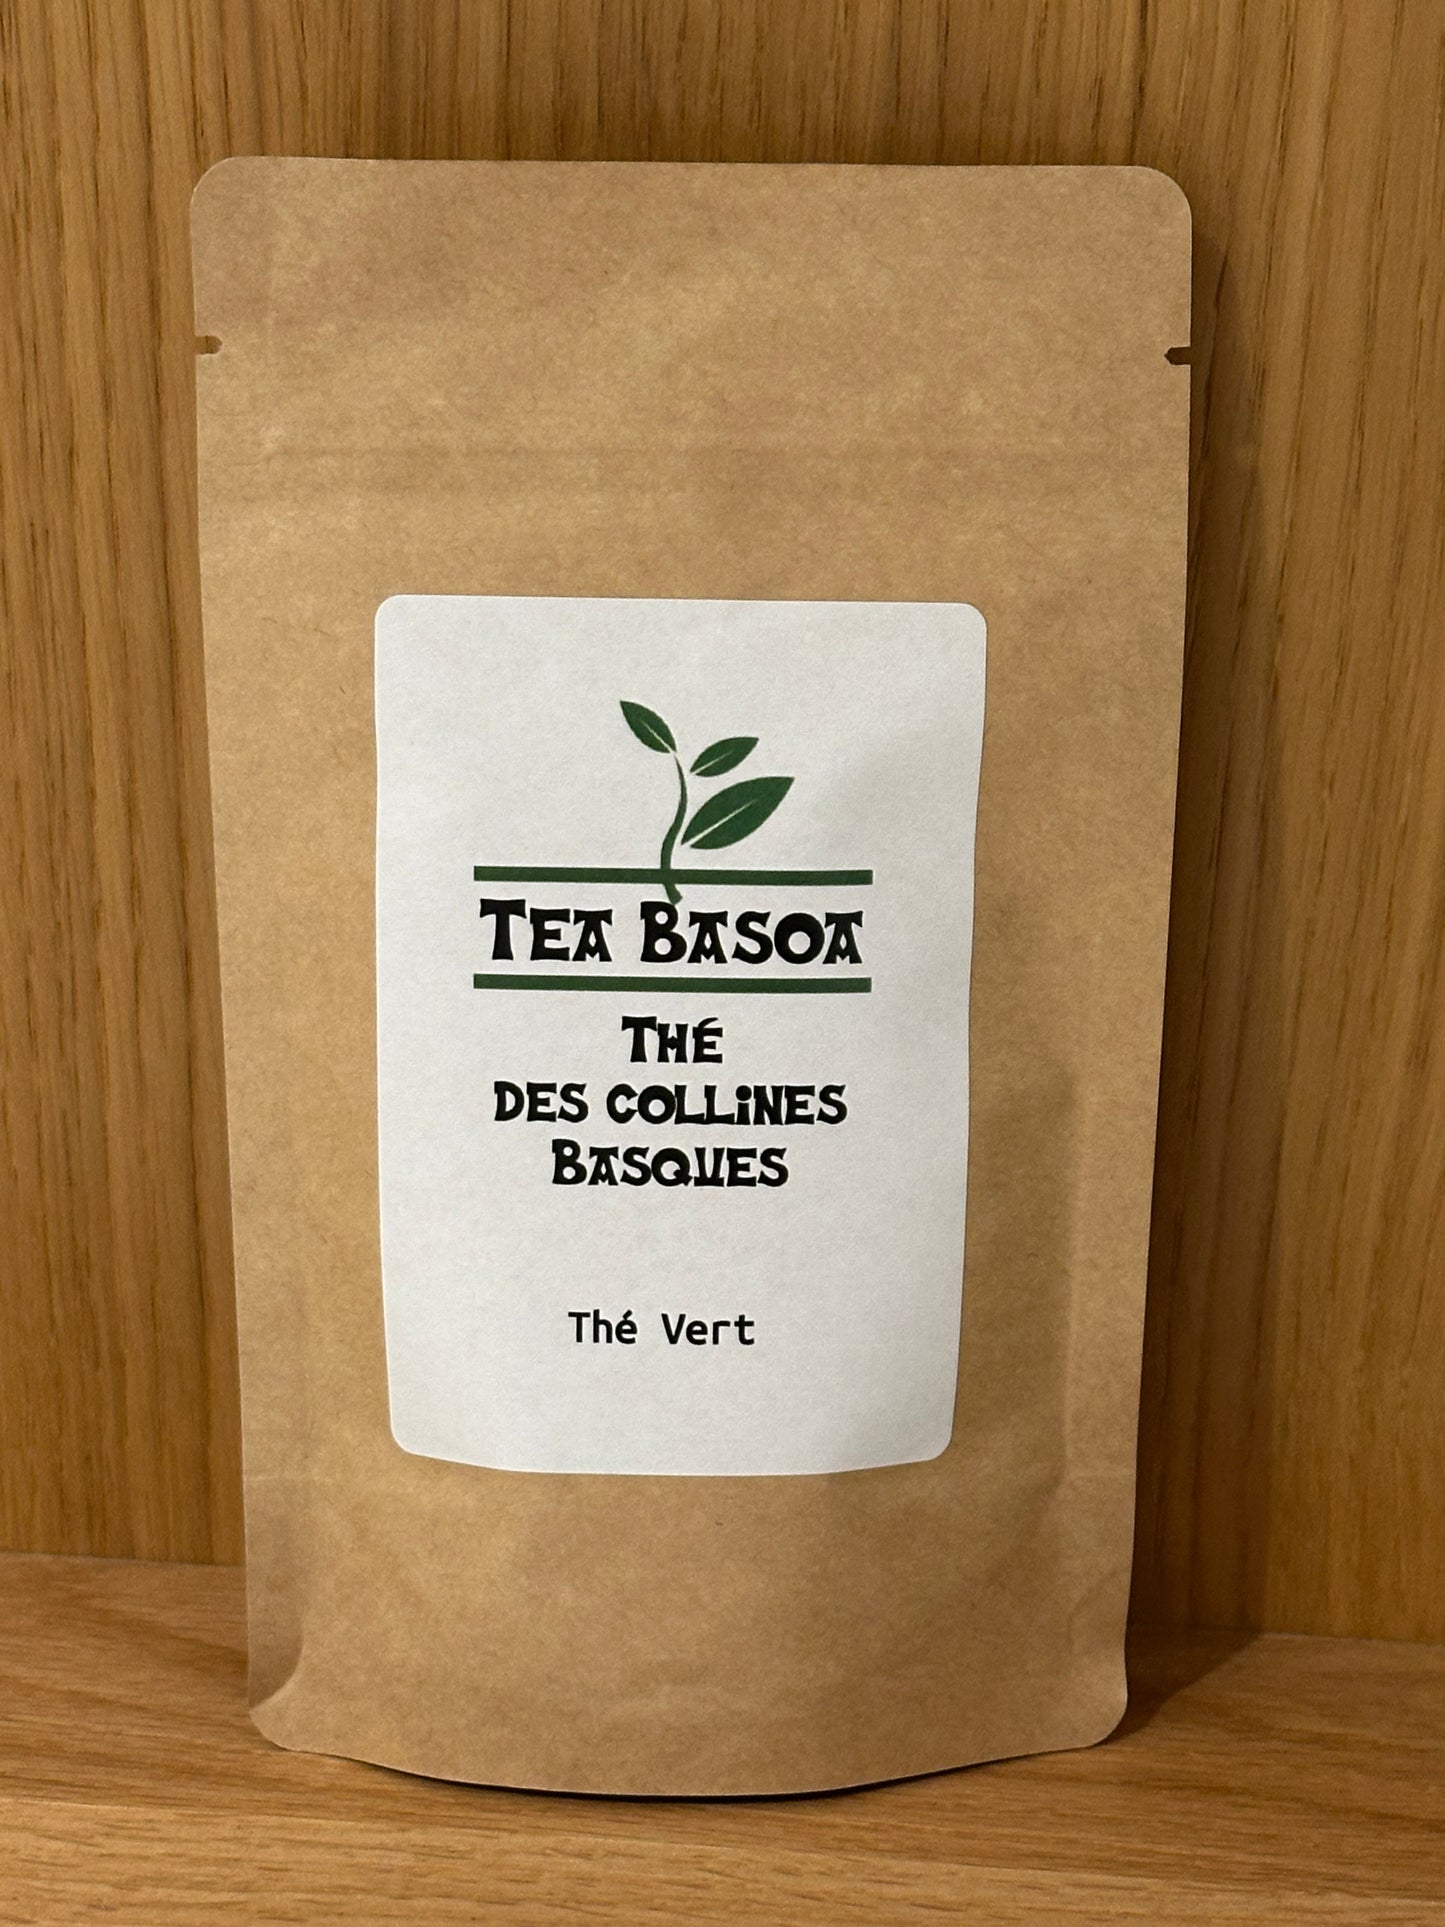 TEA BASOA
THÉ
DES COLLiNES
BASQUES
Thé Vert